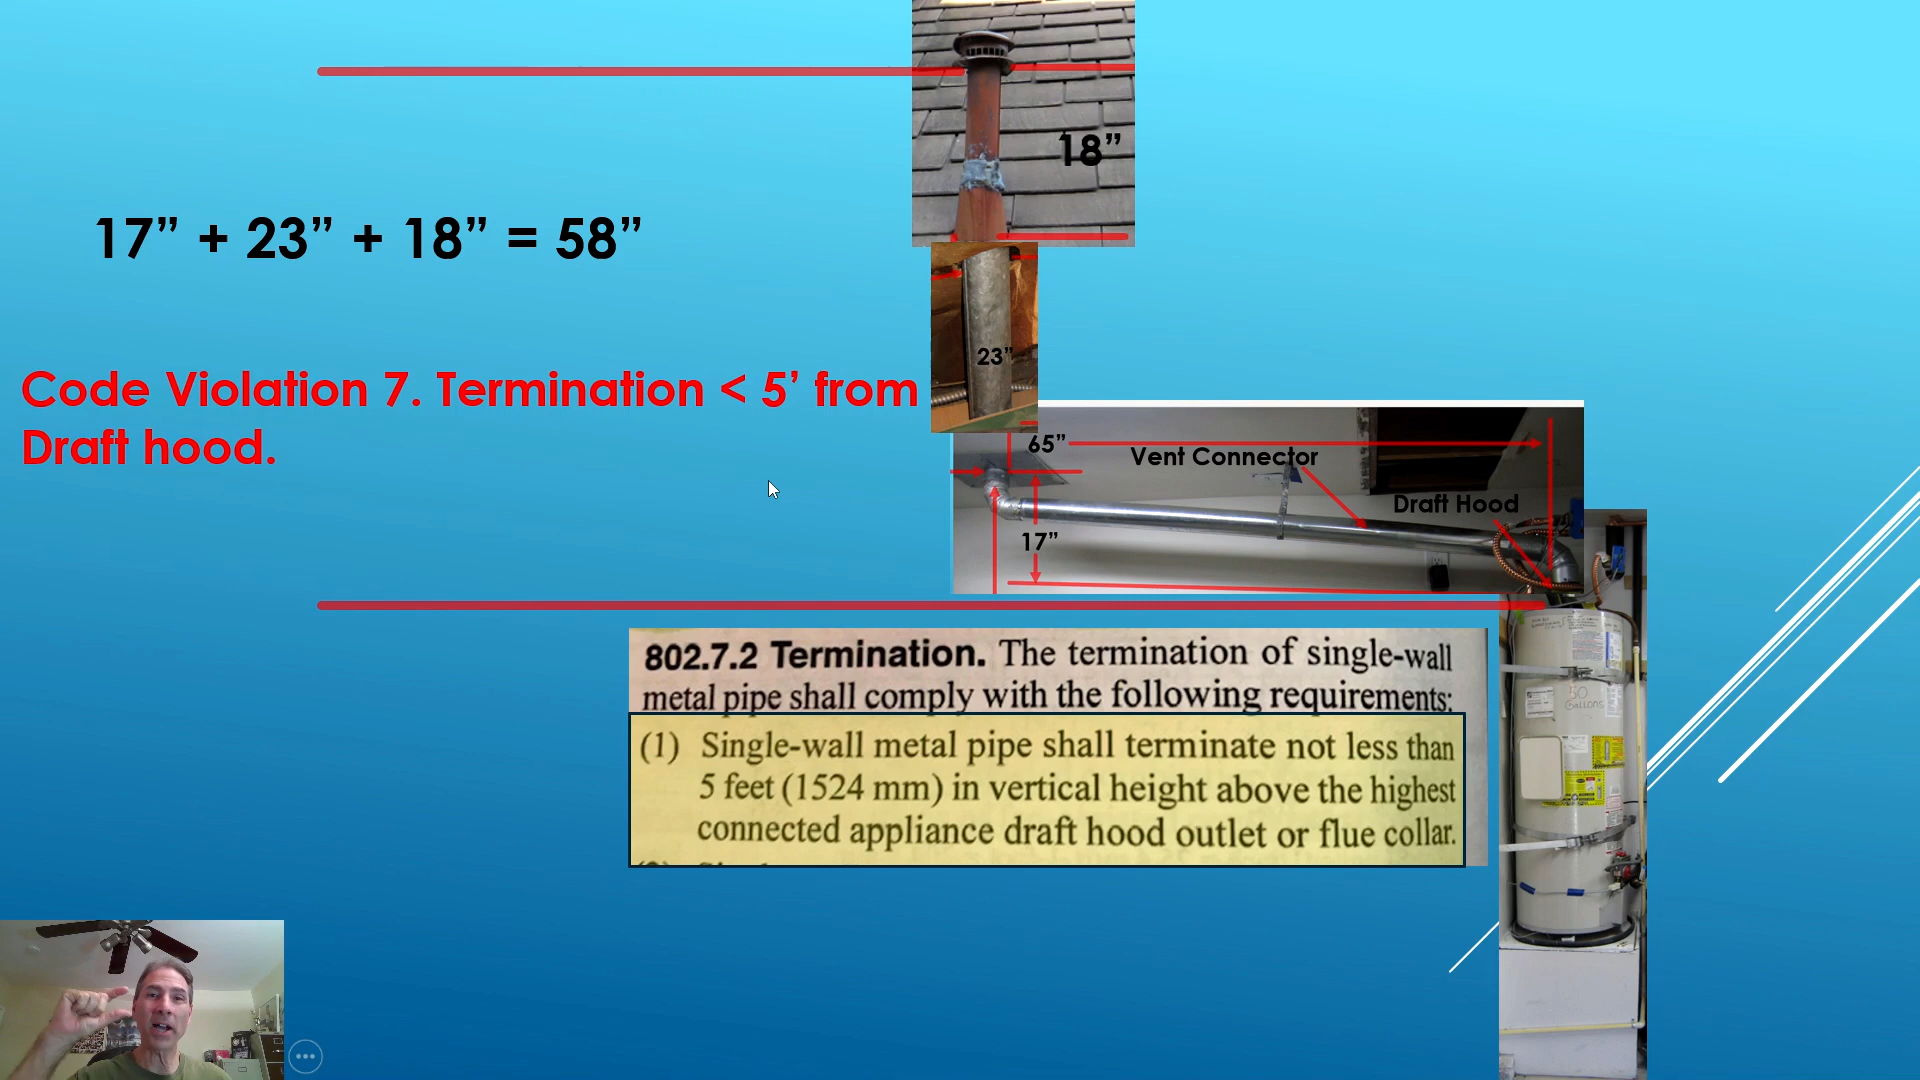 18”
17” + 23” + 18” = 58”
23”
Code Violation 7. Termination < 5’ from
Draft hood.
65”
Vent Connector
Draft Hood
17”
802.7.2 Termination. The termination of single-wall
metal pipe shall comply with the following requirements:
(1) Single-wall metal pipe shall terminate not less than
5 feet (1524 mm) in vertical height above the highest
connected appliance draft hood outlet or flue collar.
50
GALLONS